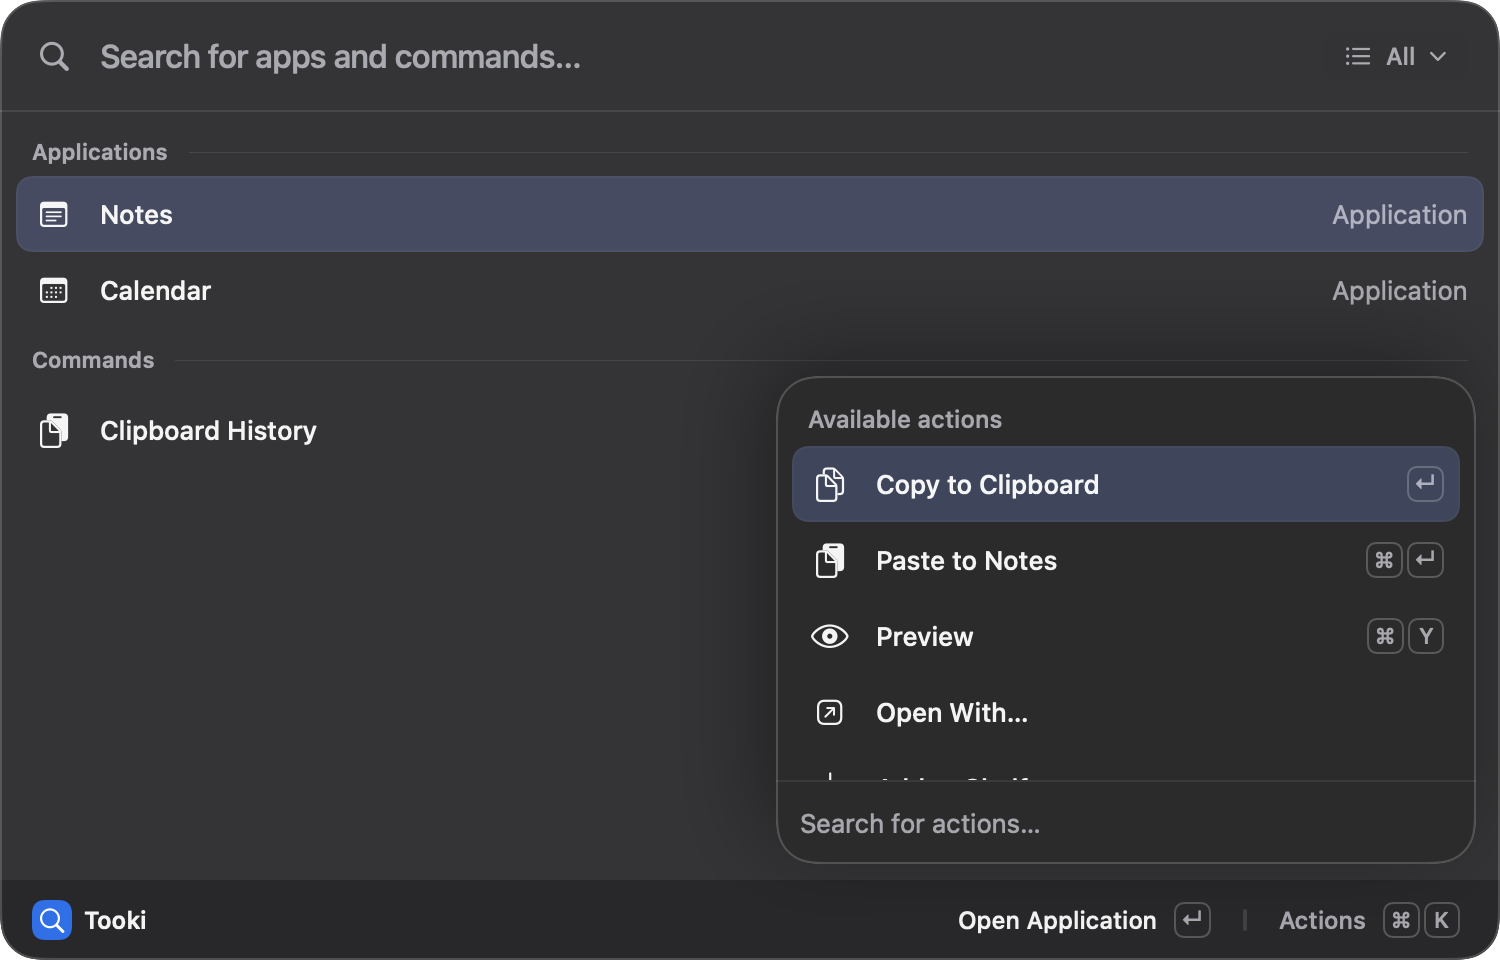 Search for apps and commands...
All
Applications
Notes
Application
Calendar
Application
Commands
Clipboard History
Available actions
Copy to Clipboard
Paste to Notes
⌘
Preview
⌘ Y
Open With...
Search for actions...
Tooki
Open Application
Actions
⌘ K